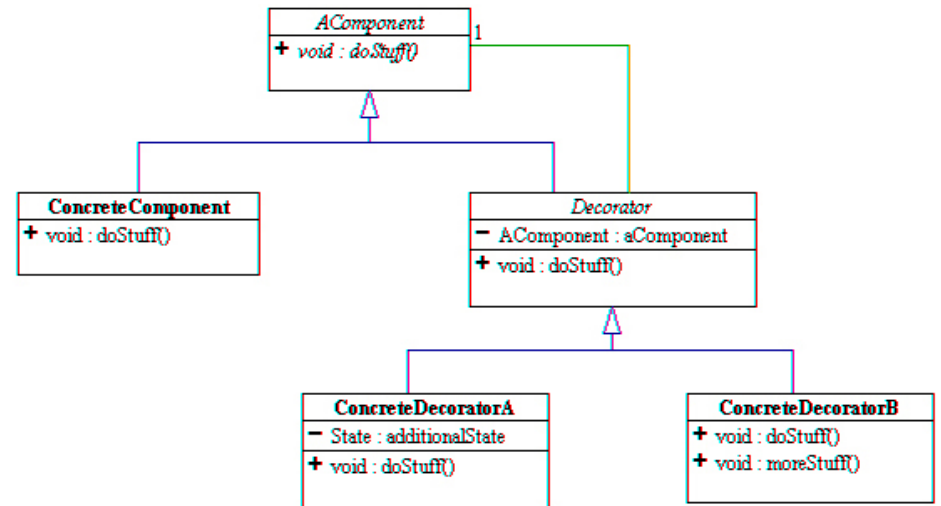 AComponent
1
+ void : doStuff()
ConcreteComponent
+ void : doStuff()
Decorator
- AComponent : aComponent
+ void : doStuff()
ConcreteDecoratorA
- State : additionalState
+ void : doStuff()
ConcreteDecoratorB
+ void : doStuff()
+ void : moreStuff()